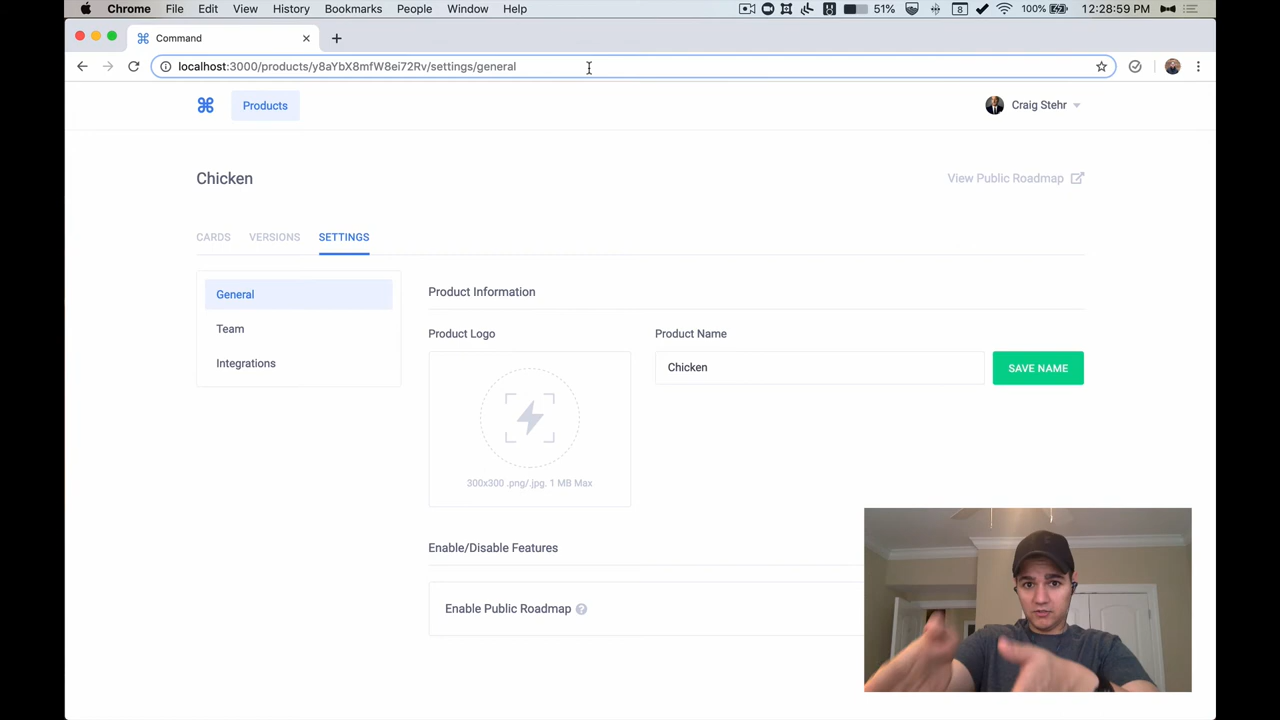 Chrome File Edit View History Bookmarks People Window Help 8 51% 100% 12:28:59 PM
Command
localhost:3000/products/y8aYbX8mfW8ei72Rv/settings/general
Products Craig Stehr
Chicken View Public Roadmap
CARDS VERSIONS SETTINGS
General
Team
Integrations
Product Information
Product Logo Product Name
Chicken SAVE NAME
300x300 .png/.jpg. 1 MB Max
Enable/Disable Features
Enable Public Roadmap ?